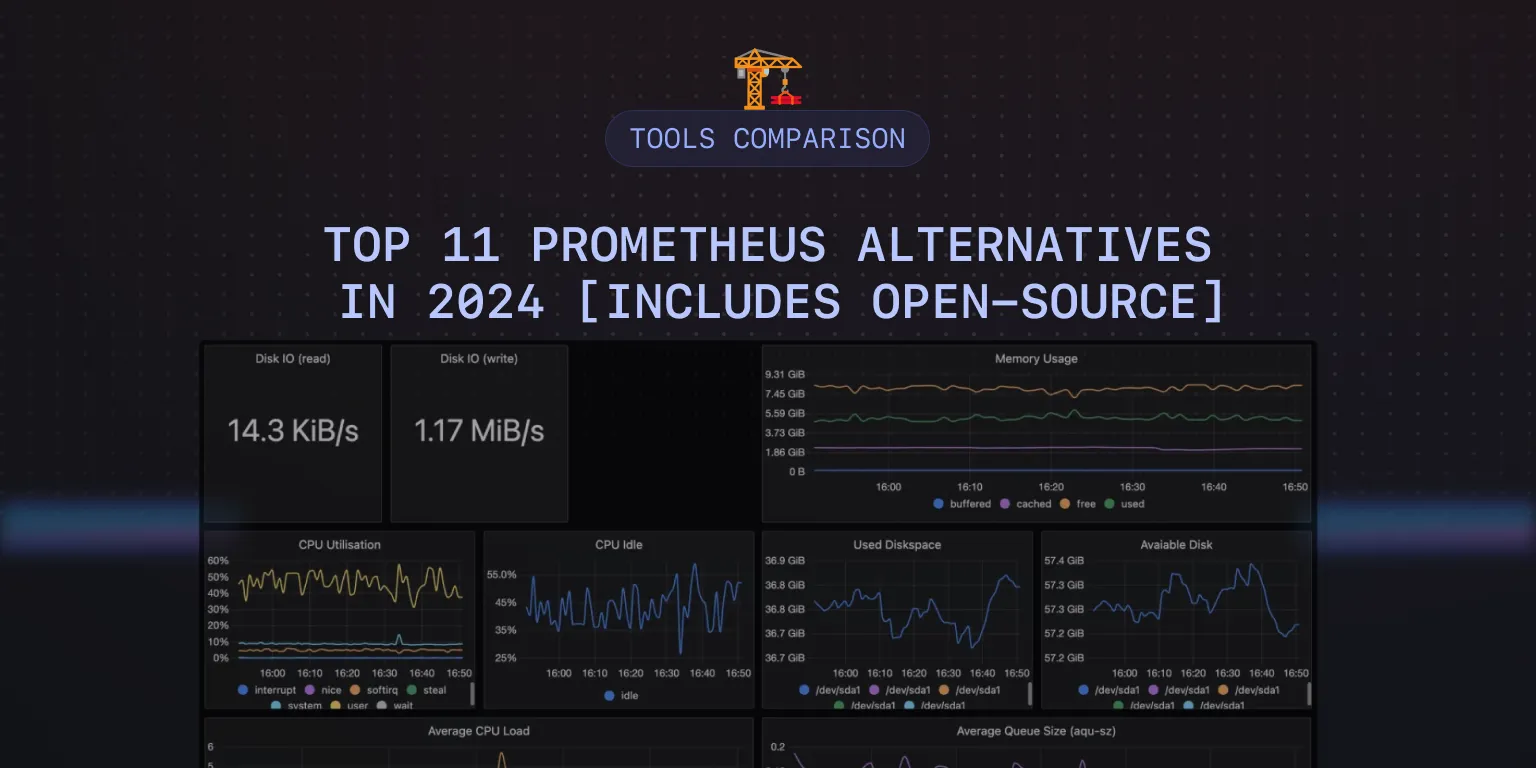 TOOLS COMPARISON
TOP 11 PROMETHEUS ALTERNATIVES
IN 2024 [INCLUDES OPEN-SOURCE]
Disk IO (read)
14.3 KiB/s
Disk IO (write)
1.17 MiB/s
Memory Usage
9.31 GiB
7.45 GiB
5.59 GiB
3.73 GiB
1.86 GiB
0 B
16:00 16:10 16:20 16:30 16:40 16:50
buffered cached free used
CPU Utilisation
60%
50%
40%
30%
20%
10%
0%
16:00 16:10 16:20 16:30 16:40 16:50
interrupt nice softirq steal
system user wait
CPU Idle
55.0%
45%
35%
25%
16:00 16:10 16:20 16:30 16:40 16:50
idle
Used Diskspace
36.9 GiB
36.8 GiB
36.8 GiB
36.7 GiB
36.7 GiB
16:00 16:10 16:20 16:30 16:40 16:50
/dev/sda1 /dev/sda1 /dev/sda1
/dev/sda1 /dev/sda1
Avaiable Disk
57.4 GiB
57.3 GiB
57.3 GiB
57.2 GiB
57.2 GiB
16:00 16:10 16:20 16:30 16:40 16:50
/dev/sda1 /dev/sda1 /dev/sda1
/dev/sda1 /dev/sda1
Average CPU Load
6
5
Average Queue Size (aqu-sz)
0.2